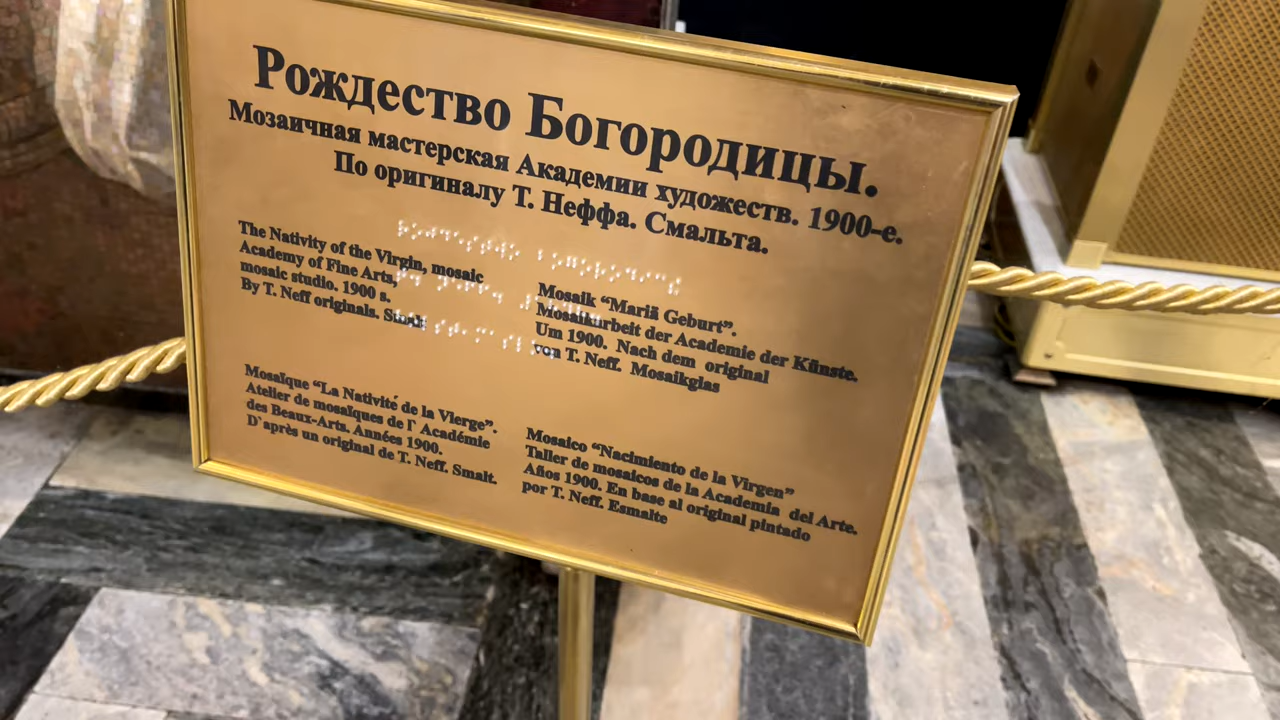 Рождество Богородицы.
Мозаичная мастерская Академии художеств. 1900-е.
По оригиналу Т. Неффа. Смальта.
The Nativity of the Virgin, mosaic
Academy of Fine Arts,
mosaic studio. 1900 s.
By T. Neff originals. Smalt
Mosaik “Mariä Geburt”.
Mosaikarbeit der Academie der Künste.
Um 1900. Nach dem original
von T. Neff. Mosaikglas
Mosaïque “La Nativité de la Vierge”.
Atelier de mosaïques de l' Académie
des Beaux-Arts. Années 1900.
D`après un original de T. Neff. Smalt.
Mosaico “Nacimiento de la Virgen”
Taller de mosaicos de la Academia del Arte.
Años 1900. En base al original pintado
por T. Neff. Esmalte